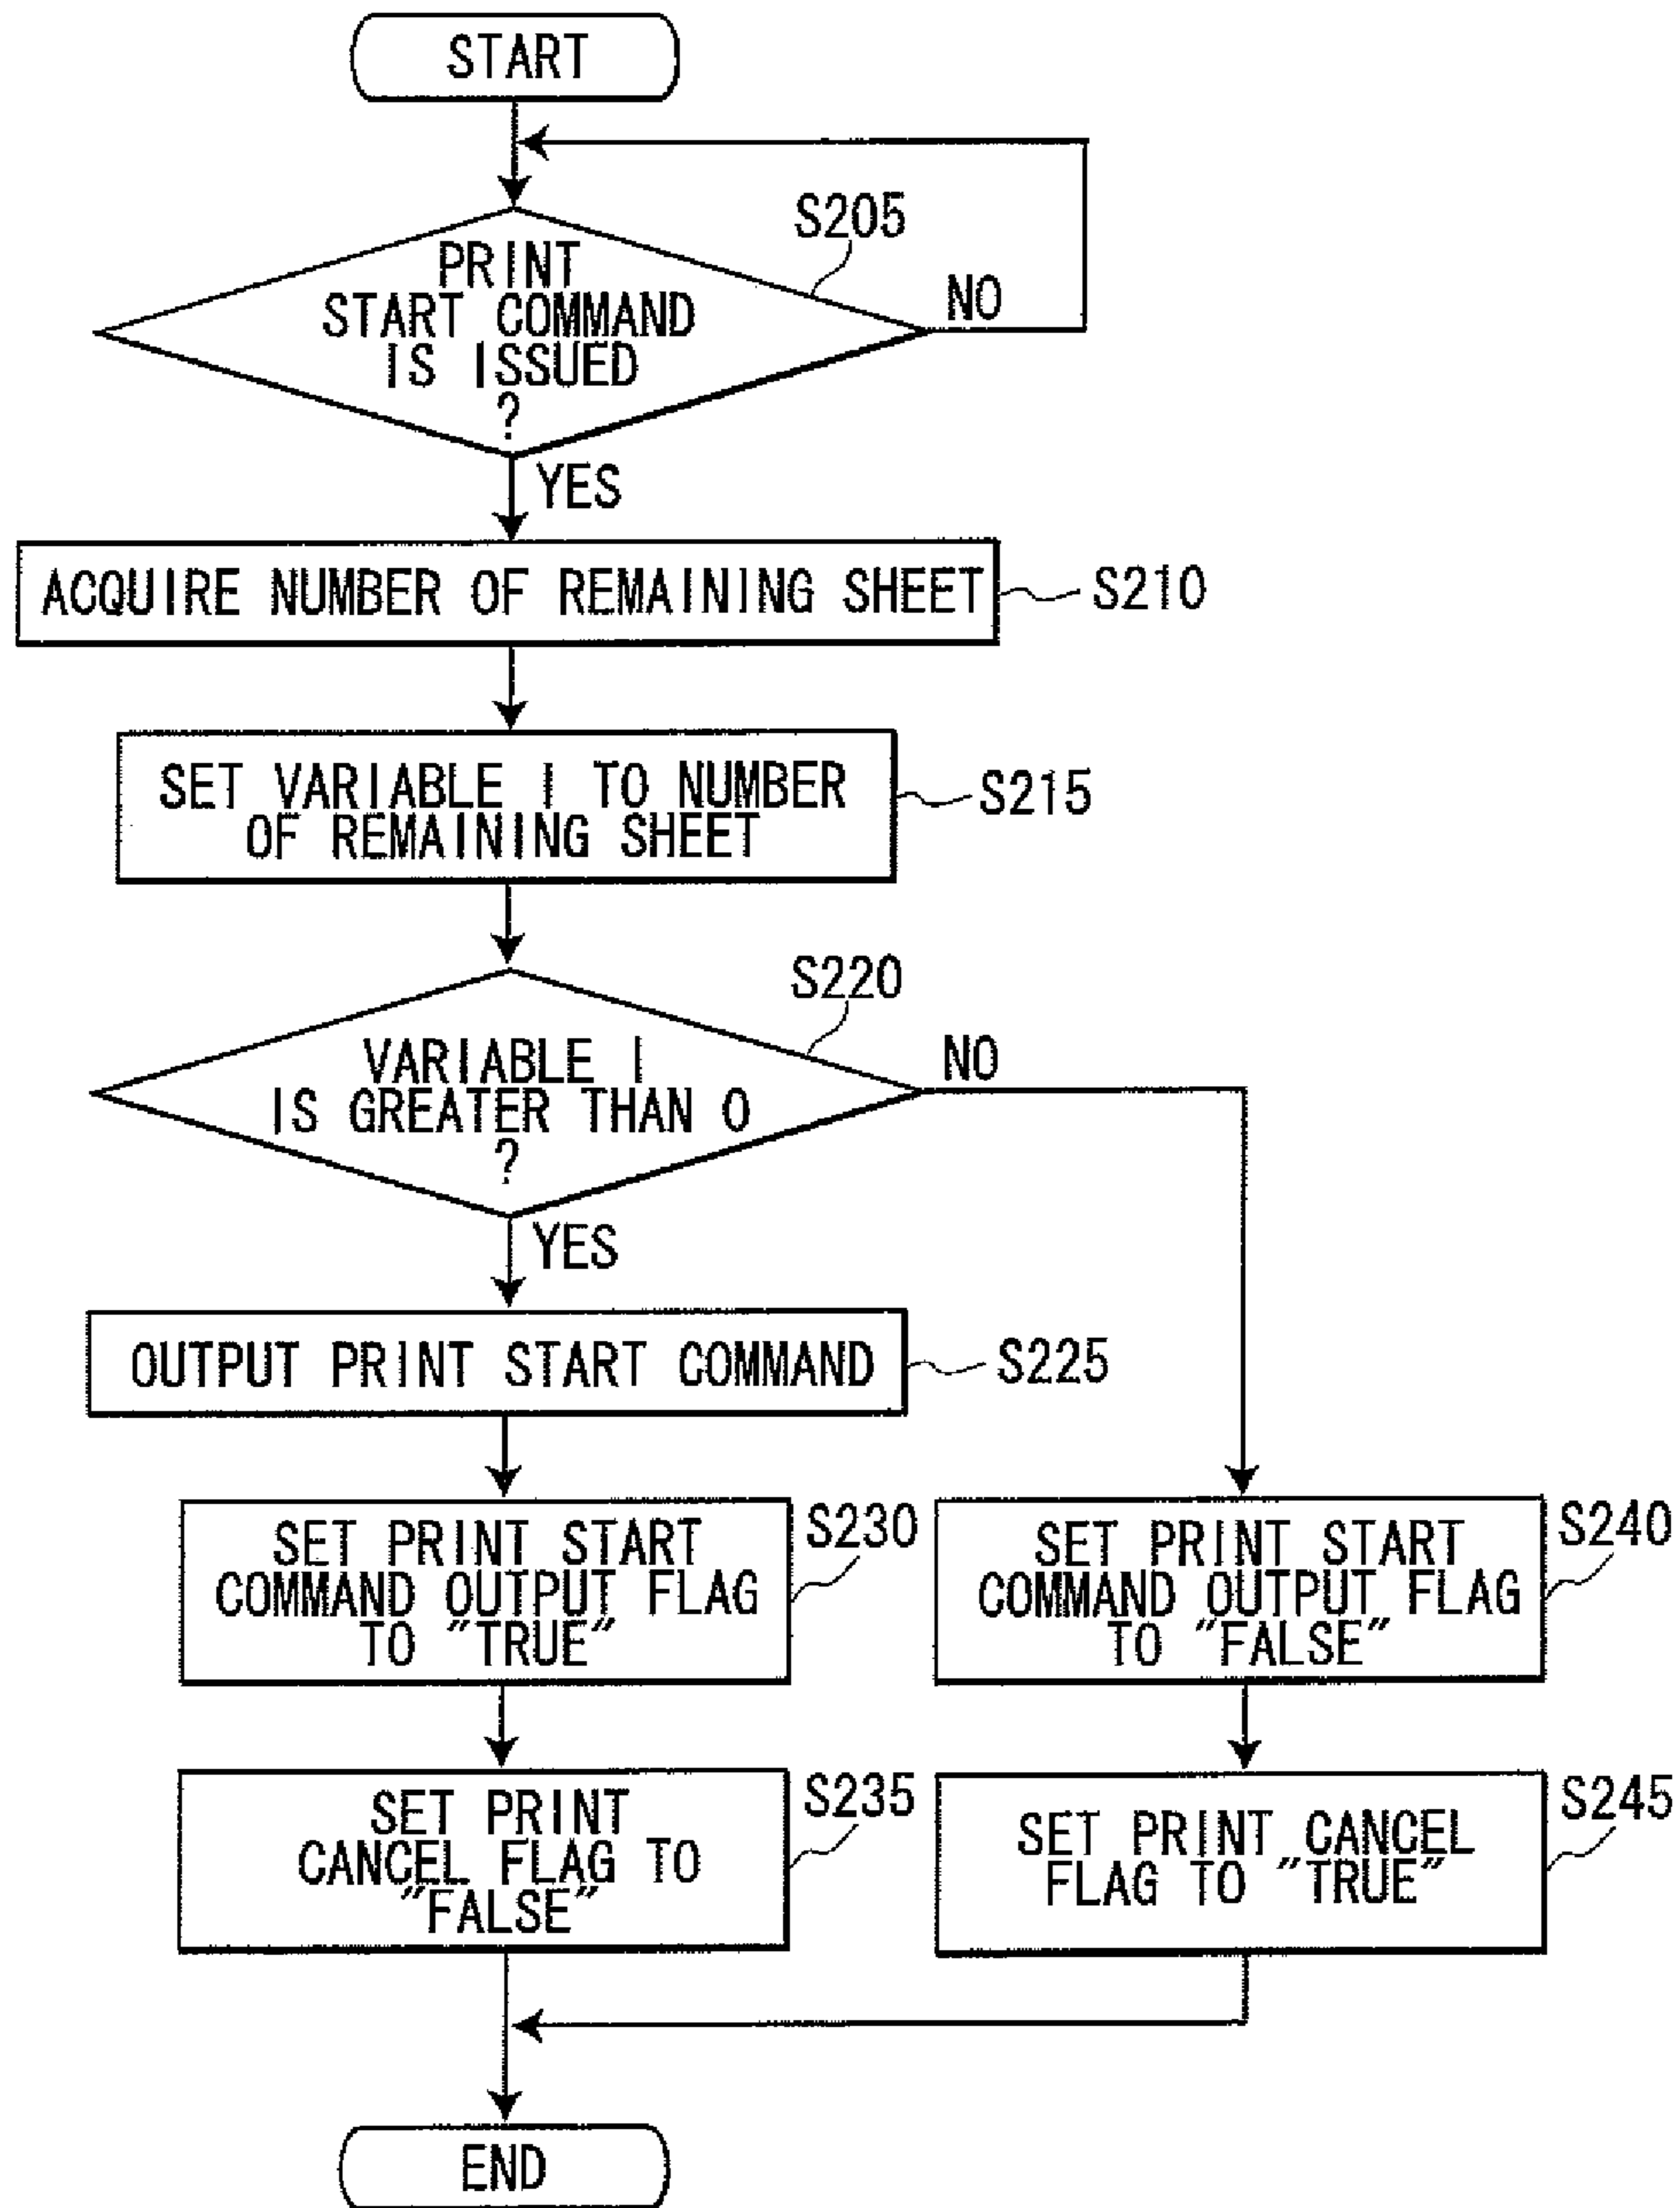 START
S205
PRINT
START COMMAND
IS ISSUED
?
NO
YES
ACQUIRE NUMBER OF REMAINING SHEET
S210
SET VARIABLE I TO NUMBER
OF REMAINING SHEET
S215
S220
VARIABLE I
IS GREATER THAN 0
?
NO
YES
OUTPUT PRINT START COMMAND
S225
SET PRINT START
COMMAND OUTPUT FLAG
TO "TRUE"
S230
SET PRINT START
COMMAND OUTPUT FLAG
TO "FALSE"
S240
SET PRINT
CANCEL FLAG TO
"FALSE"
S235
SET PRINT CANCEL
FLAG TO "TRUE"
S245
END